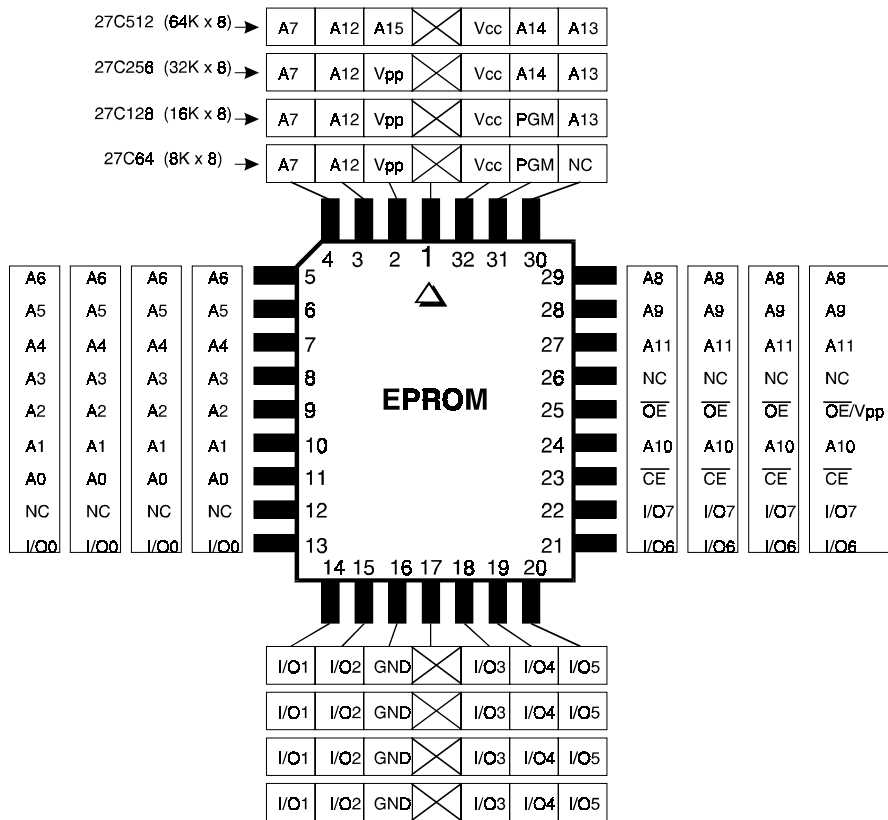 27C512 (64K x 8) A7 A12 A15 Vcc A14 A13
27C256 (32K x 8) A7 A12 Vpp Vcc A14 A13
27C128 (16K x 8) A7 A12 Vpp Vcc PGM A13
27C64 (8K x 8) A7 A12 Vpp Vcc PGM NC
4 3 2 1 32 31 30
A6 A6 A6 A6 5 29 A8 A8 A8 A8
A5 A5 A5 A5 6 28 A9 A9 A9 A9
A4 A4 A4 A4 7 27 A11 A11 A11 A11
A3 A3 A3 A3 8 26 NC NC NC NC
EPROM
A2 A2 A2 A2 9 25 O̅E̅ O̅E̅ O̅E̅ O̅E̅/Vpp
A1 A1 A1 A1 10 24 A10 A10 A10 A10
A0 A0 A0 A0 11 23 C̅E̅ C̅E̅ C̅E̅ C̅E̅
NC NC NC NC 12 22 I/O7 I/O7 I/O7 I/O7
I/O0 I/O0 I/O0 I/O0 13 21 I/O6 I/O6 I/O6 I/O6
14 15 16 17 18 19 20
I/O1 I/O2 GND I/O3 I/O4 I/O5
I/O1 I/O2 GND I/O3 I/O4 I/O5
I/O1 I/O2 GND I/O3 I/O4 I/O5
I/O1 I/O2 GND I/O3 I/O4 I/O5